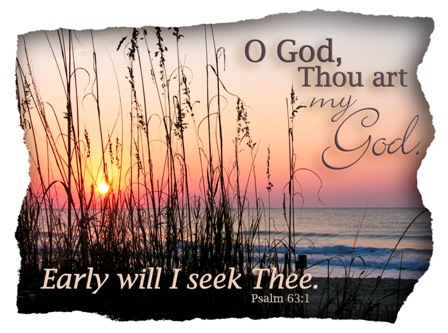 O God,
Thou art
my
God.
Early will I seek Thee.
Psalm 63:1